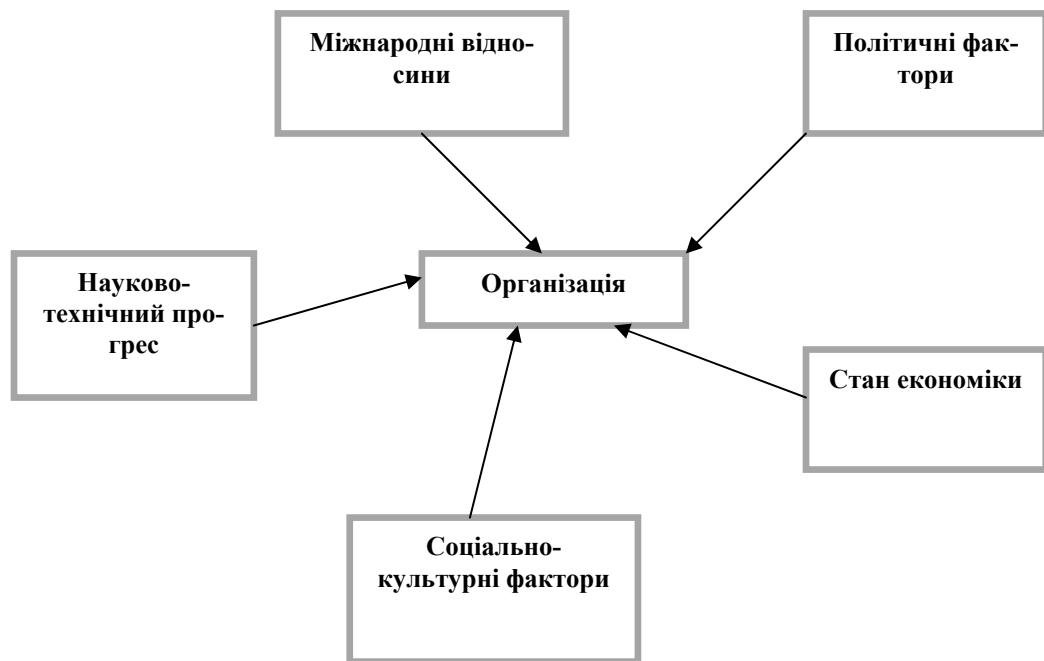 Міжнародні відно-
сини
Політичні фак-
тори
Науково-
технічний про-
грес
Організація
Стан економіки
Соціально-
культурні фактори